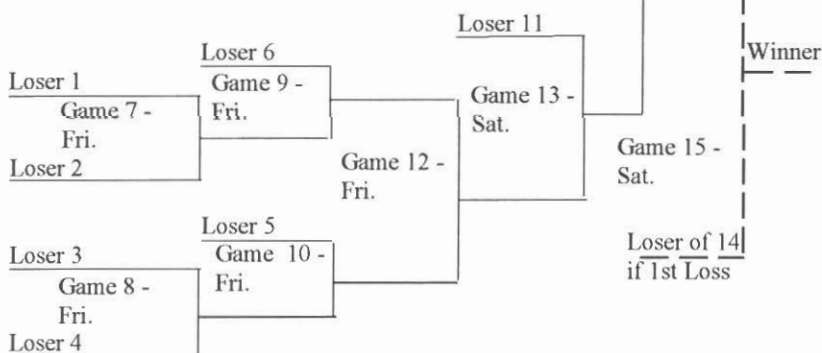 Loser 11
Loser 6
Winner
Loser 1
Game 9 -
Fri.
Game 13 -
Sat.
Game 7 -
Fri.
Game 15 -
Sat.
Game 12 -
Fri.
Loser 2
Loser 5
Loser of 14
if 1st Loss
Loser 3
Game 10 -
Fri.
Game 8 -
Fri.
Loser 4